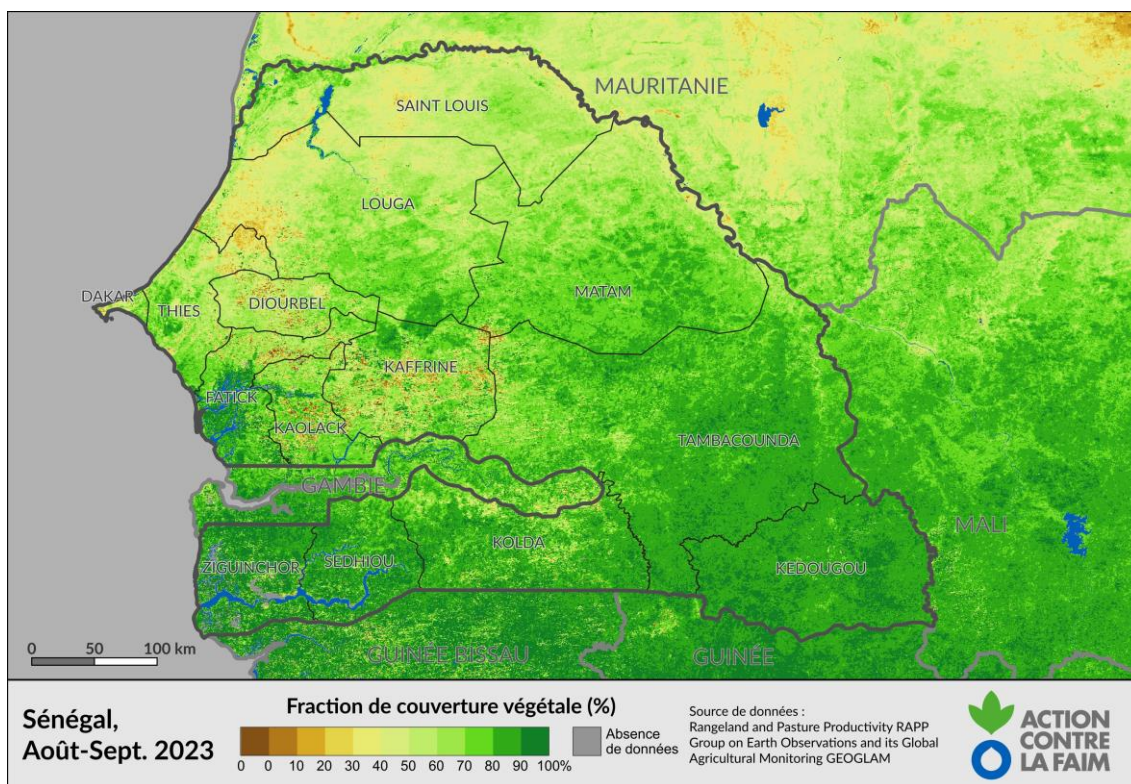 MAURITANIE
SAINT LOUIS
LOUGA
DAKAR
THIES
DIOURBEL
MATAM
KAFFRINE
FATICK
KAOLACK
TAMBACOUNDA
GAMBIE
MALI
KOLDA
ZIGUINCHOR
SEDHIOU
KEDOUGOU
0 50 100 km
GUINÉE BISSAU
GUINÉE
Sénégal,
Août-Sept. 2023
Fraction de couverture végétale (%)
0 0 10 20 30 40 50 60 70 80 90 100%
Absence
de données
Source de données :
Rangeland and Pasture Productivity RAPP
Group on Earth Observations and its Global
Agricultural Monitoring GEOGLAM
ACTION
CONTRE
LA FAIM